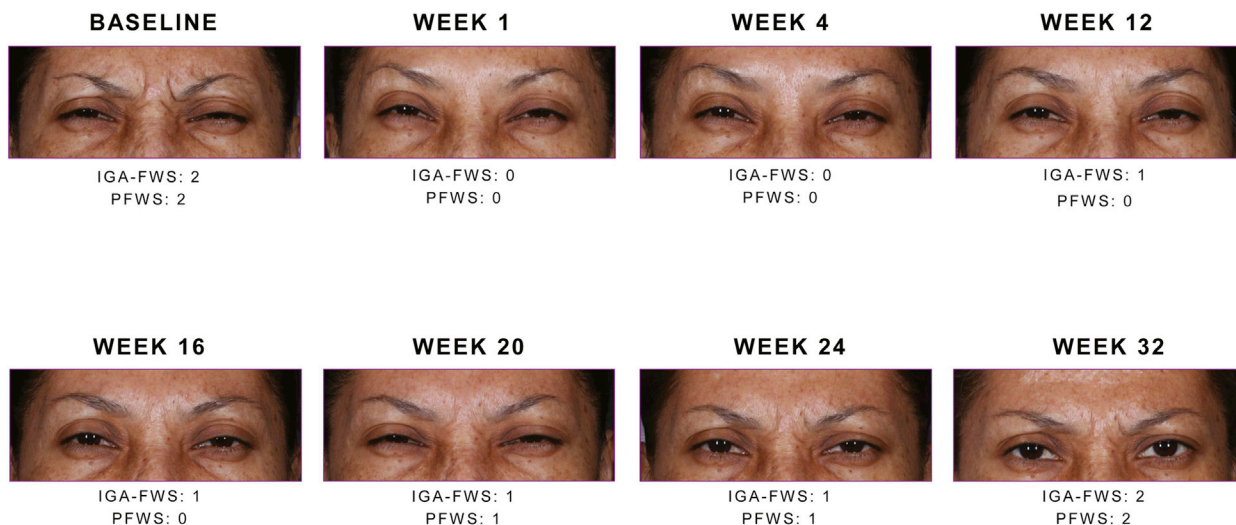 BASELINE
WEEK 1
WEEK 4
WEEK 12
IGA-FWS: 2
PFWS: 2
IGA-FWS: 0
PFWS: 0
IGA-FWS: 0
PFWS: 0
IGA-FWS: 1
PFWS: 0
WEEK 16
WEEK 20
WEEK 24
WEEK 32
IGA-FWS: 1
PFWS: 0
IGA-FWS: 1
PFWS: 1
IGA-FWS: 1
PFWS: 1
IGA-FWS: 2
PFWS: 2